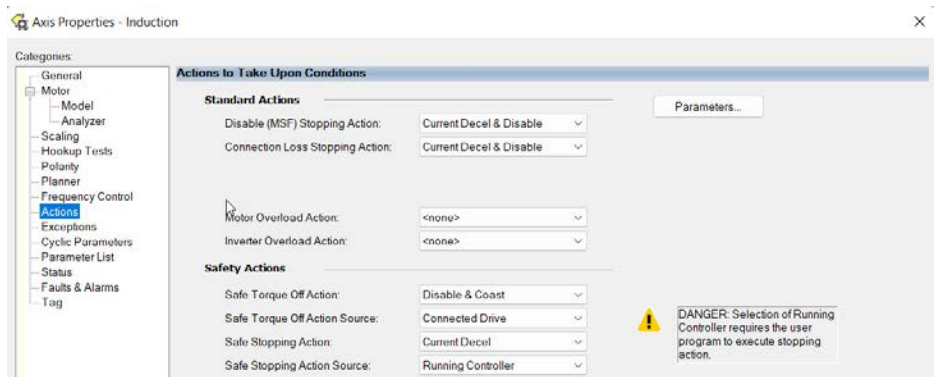 Axis Properties - Induction
Categories:
General
Motor
Model
Analyzer
Scaling
Hookup Tests
Polarity
Planner
Frequency Control
Actions
Exceptions
Cyclic Parameters
Parameter List
Status
Faults & Alarms
Tag
Actions to Take Upon Conditions
Standard Actions
Parameters...
Disable (MSF) Stopping Action: Current Decel & Disable
Connection Loss Stopping Action: Current Decel & Disable
Motor Overload Action: <none>
Inverter Overload Action: <none>
Safety Actions
Safe Torque Off Action: Disable & Coast
Safe Torque Off Action Source: Connected Drive
Safe Stopping Action: Current Decel
Safe Stopping Action Source: Running Controller
DANGER: Selection of Running
Controller requires the user
program to execute stopping
action.